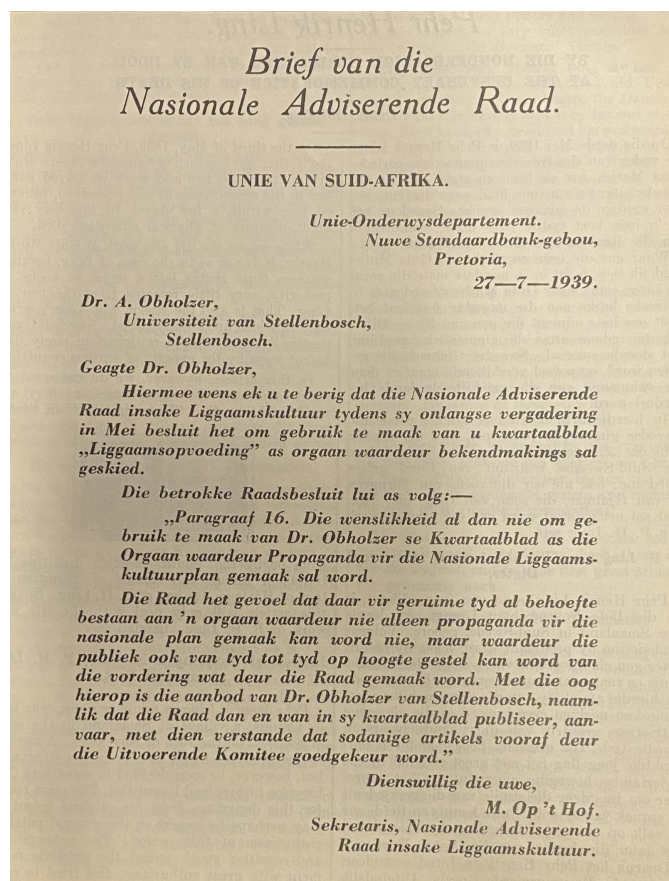 Brief van die
Nasionale Adviserende Raad.
UNIE VAN SUID-AFRIKA.
Unie-Onderwysdepartement.
Nuwe Standaardbank-gebou,
Pretoria,
27—7—1939.
Dr. A. Obholzer,
Universiteit van Stellenbosch,
Stellenbosch.
Geagte Dr. Obholzer,
Hiermee wens ek u te berig dat die Nasionale Adviserende
Raad insake Liggaamskultuur tydens sy onlangse vergadering
in Mei besluit het om gebruik te maak van u kwartaalblad
„Liggaamsopvoeding” as orgaan waardeur bekendmakings sal
geskied.
Die betrokke Raadsbesluit lui as volg:—
„Paragraaf 16. Die wenslikheid al dan nie om ge-
bruik te maak van Dr. Obholzer se Kwartaalblad as die
Orgaan waardeur Propaganda vir die Nasionale Liggaams-
kultuurplan gemaak sal word.
Die Raad het gevoel dat daar vir geruime tyd al behoefte
bestaan aan 'n orgaan waardeur nie alleen propaganda vir die
nasionale plan gemaak kan word nie, maar waardeur die
publiek ook van tyd tot tyd op hoogte gestel kan word van
die vordering wat deur die Raad gemaak word. Met die oog
hierop is die aanbod van Dr. Obholzer van Stellenbosch, naam-
lik dat die Raad dan en wan in sy kwartaalblad publiseer, aan-
vaar, met dien verstande dat sodanige artikels vooraf deur
die Uitvoerende Komitee goedgekeur word.”
Dienswillig die uwe,
M. Op 't Hof.
Sekretaris, Nasionale Adviserende
Raad insake Liggaamskultuur.